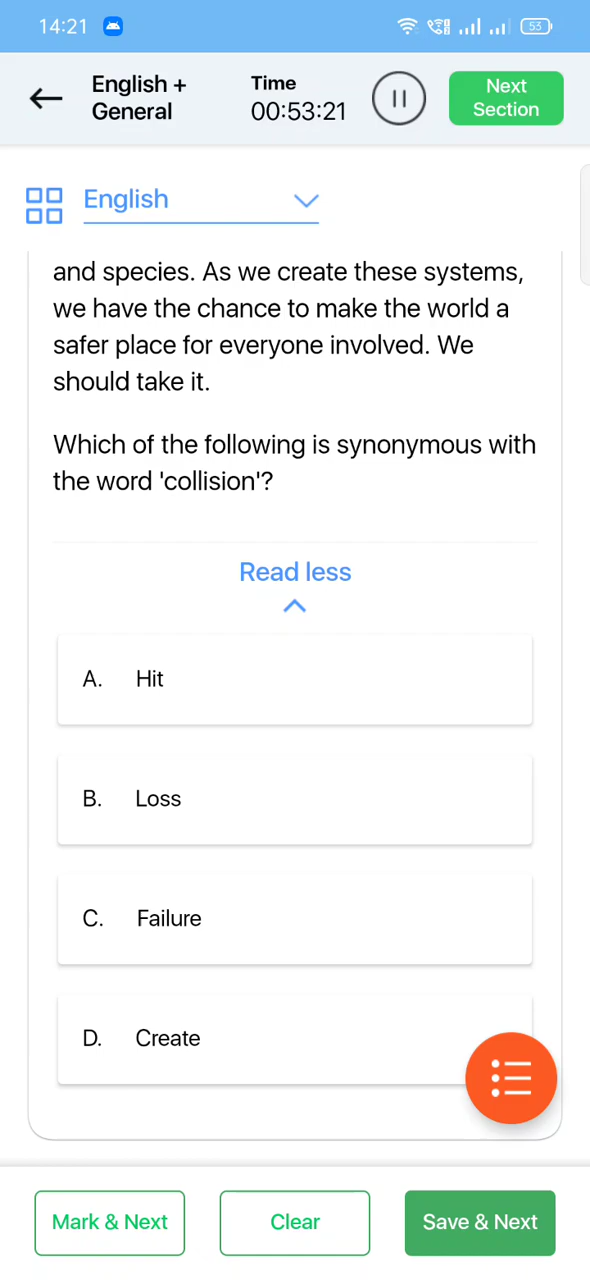 14:21
53
English +
General
Time
00:53:21
Next
Section
English
and species. As we create these systems,
we have the chance to make the world a
safer place for everyone involved. We
should take it.
Which of the following is synonymous with
the word 'collision'?
Read less
A. Hit
B. Loss
C. Failure
D. Create
Mark & Next
Clear
Save & Next